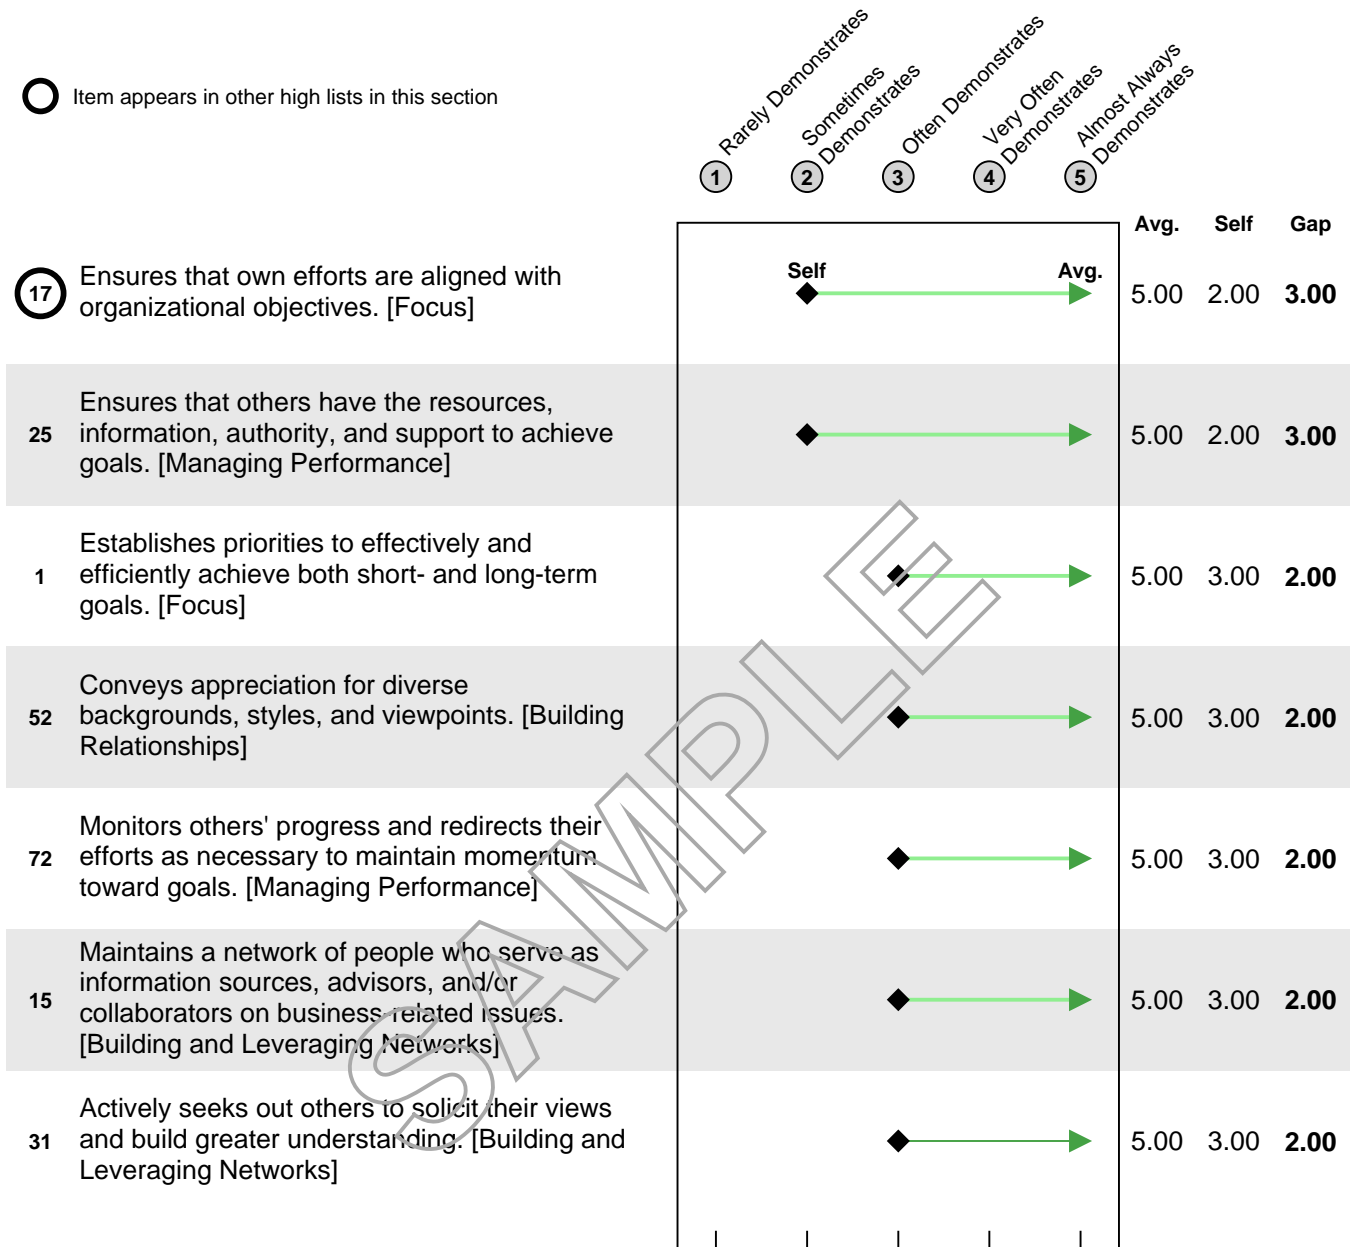 Item appears in other high lists in this section
Rarely Demonstrates
Sometimes
Demonstrates
Often Demonstrates
Very Often
Demonstrates
Almost Always
Demonstrates
1 2 3 4 5
Avg. Self Gap
Self Avg.
17 Ensures that own efforts are aligned with
organizational objectives. [Focus]
5.00 2.00 3.00
Ensures that others have the resources,
25 information, authority, and support to achieve
goals. [Managing Performance]
5.00 2.00 3.00
Establishes priorities to effectively and
1 efficiently achieve both short- and long-term
goals. [Focus]
5.00 3.00 2.00
Conveys appreciation for diverse
52 backgrounds, styles, and viewpoints. [Building
Relationships]
5.00 3.00 2.00
Monitors others' progress and redirects their
72 efforts as necessary to maintain momentum
toward goals. [Managing Performance]
5.00 3.00 2.00
Maintains a network of people who serve as
information sources, advisors, and/or
15 collaborators on business-related issues.
[Building and Leveraging Networks]
5.00 3.00 2.00
Actively seeks out others to solicit their views
31 and build greater understanding. [Building and
Leveraging Networks]
5.00 3.00 2.00
SAMPLE